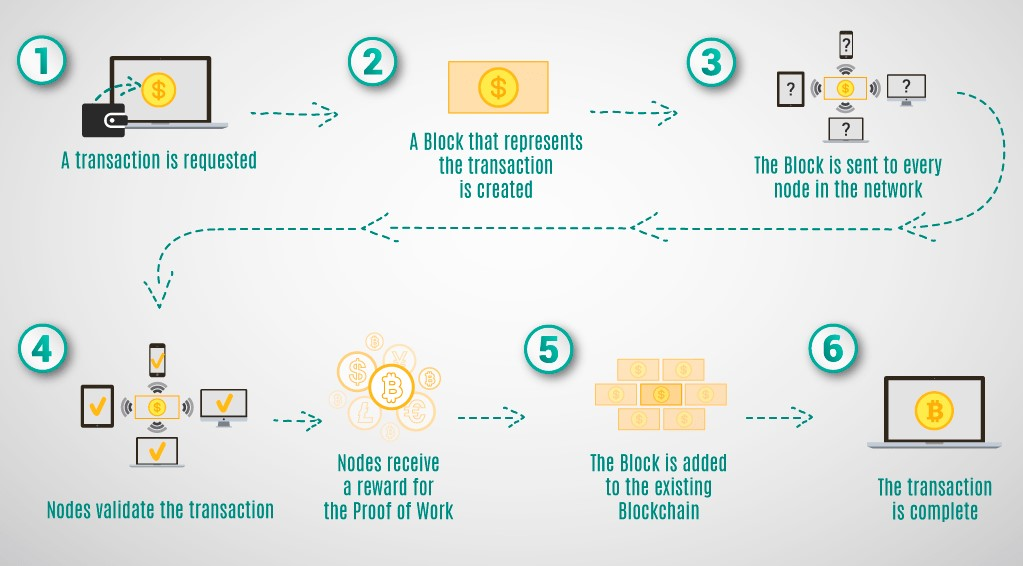 1
A transaction is requested
2
A Block that represents
the transaction
is created
3
?
?
?
?
The Block is sent to every
node in the network
4
Nodes validate the transaction
Nodes receive
a reward for
the Proof of Work
5
The Block is added
to the existing
Blockchain
6
The transaction
is complete